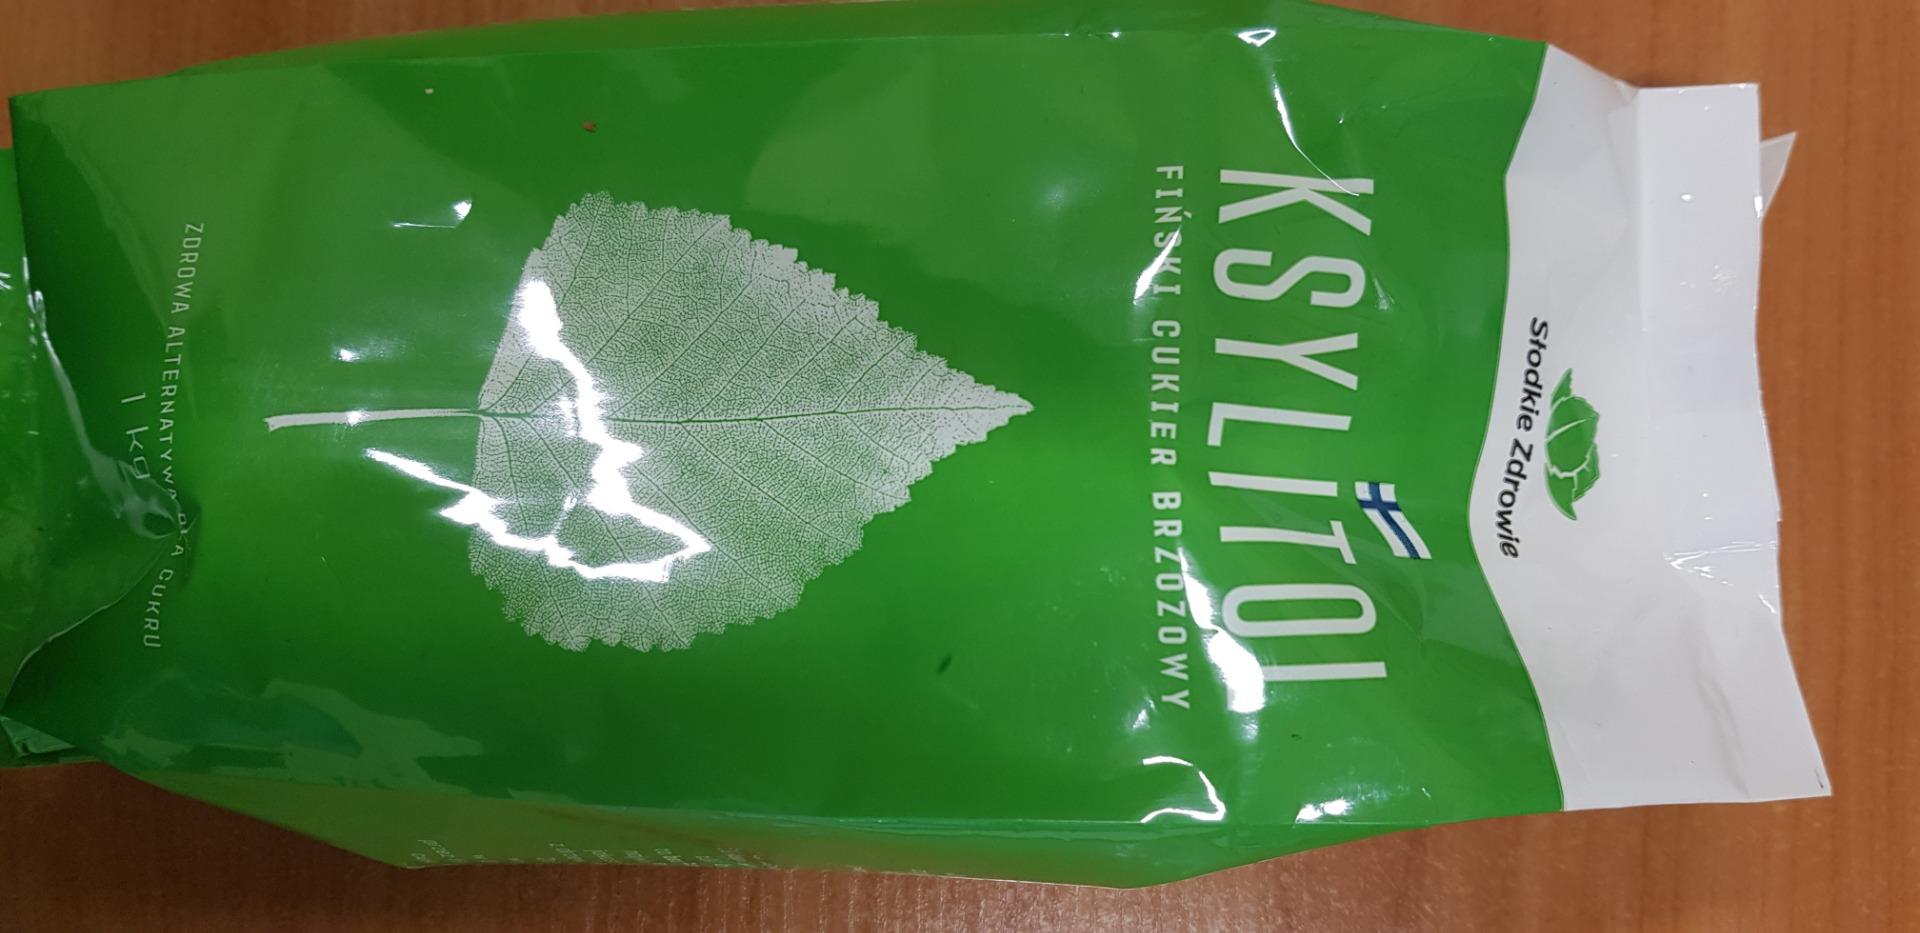 Słodkie Zdrowie
KSYLITOL
FIŃSKI CUKIER BRZOZOWY
ZDROWA ALTERNATYWA DLA CUKRU
1 kg